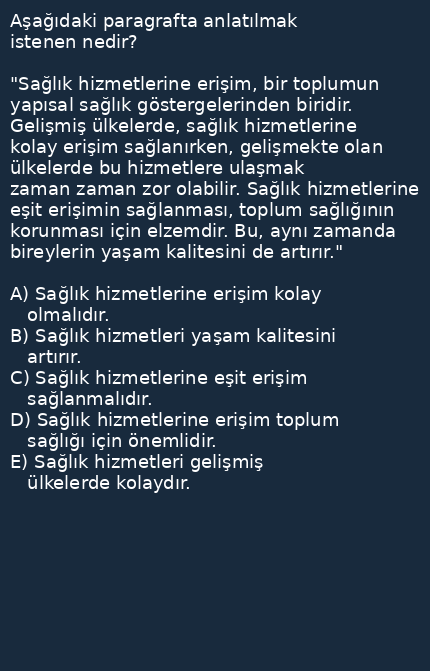 Aşağıdaki paragrafta anlatılmak
istenen nedir?
"Sağlık hizmetlerine erişim, bir toplumun
yapısal sağlık göstergelerinden biridir.
Gelişmiş ülkelerde, sağlık hizmetlerine
kolay erişim sağlanırken, gelişmekte olan
ülkelerde bu hizmetlere ulaşmak
zaman zaman zor olabilir. Sağlık hizmetlerine
eşit erişimin sağlanması, toplum sağlığının
korunması için elzemdir. Bu, aynı zamanda
bireylerin yaşam kalitesini de artırır."
A) Sağlık hizmetlerine erişim kolay
olmalıdır.
B) Sağlık hizmetleri yaşam kalitesini
artırır.
C) Sağlık hizmetlerine eşit erişim
sağlanmalıdır.
D) Sağlık hizmetlerine erişim toplum
sağlığı için önemlidir.
E) Sağlık hizmetleri gelişmiş
ülkelerde kolaydır.